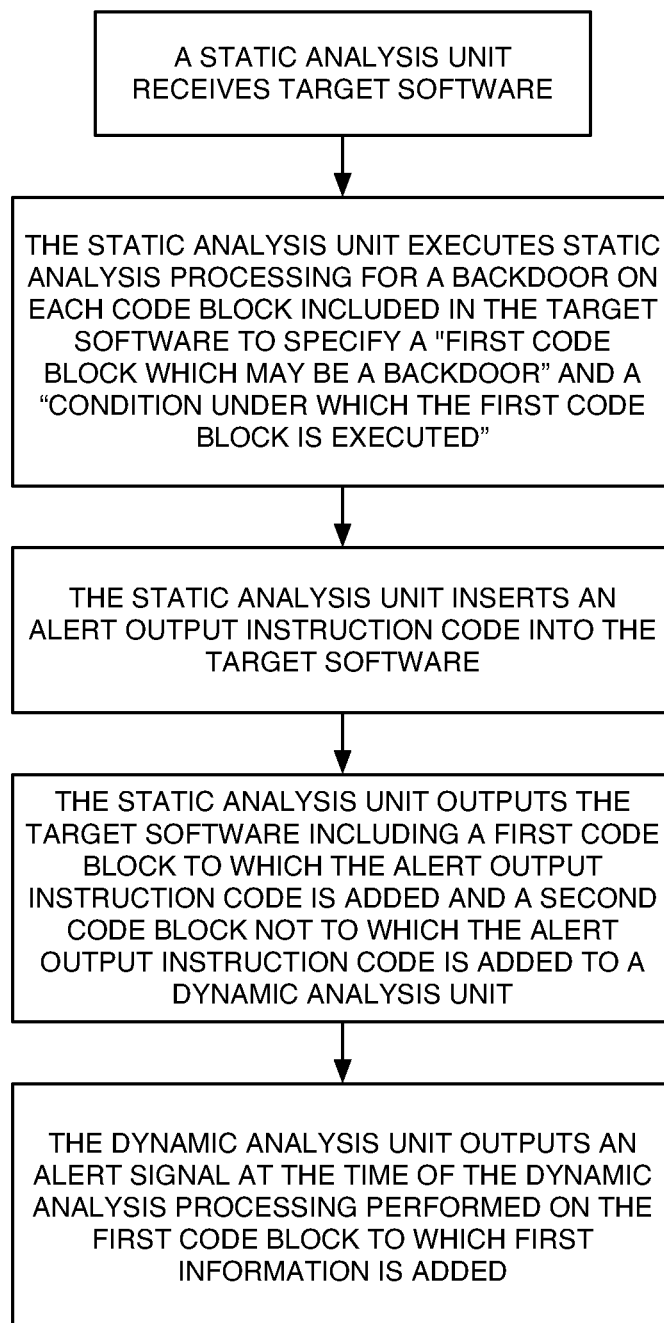 A STATIC ANALYSIS UNIT
RECEIVES TARGET SOFTWARE
THE STATIC ANALYSIS UNIT EXECUTES STATIC
ANALYSIS PROCESSING FOR A BACKDOOR ON
EACH CODE BLOCK INCLUDED IN THE TARGET
SOFTWARE TO SPECIFY A "FIRST CODE
BLOCK WHICH MAY BE A BACKDOOR” AND A
“CONDITION UNDER WHICH THE FIRST CODE
BLOCK IS EXECUTED”
THE STATIC ANALYSIS UNIT INSERTS AN
ALERT OUTPUT INSTRUCTION CODE INTO THE
TARGET SOFTWARE
THE STATIC ANALYSIS UNIT OUTPUTS THE
TARGET SOFTWARE INCLUDING A FIRST CODE
BLOCK TO WHICH THE ALERT OUTPUT
INSTRUCTION CODE IS ADDED AND A SECOND
CODE BLOCK NOT TO WHICH THE ALERT
OUTPUT INSTRUCTION CODE IS ADDED TO A
DYNAMIC ANALYSIS UNIT
THE DYNAMIC ANALYSIS UNIT OUTPUTS AN
ALERT SIGNAL AT THE TIME OF THE DYNAMIC
ANALYSIS PROCESSING PERFORMED ON THE
FIRST CODE BLOCK TO WHICH FIRST
INFORMATION IS ADDED